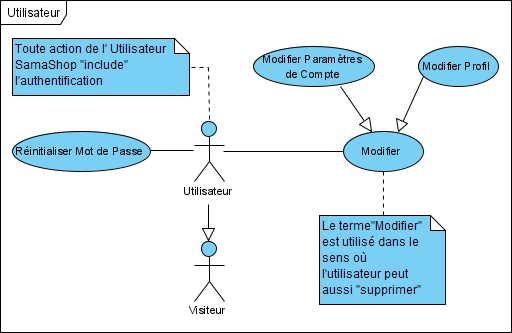 Utilisateur
Toute action de l' Utilisateur
SamaShop "include"
l'authentification
Modifier Paramètres
de Compte
Modifier Profil
Réinitialiser Mot de Passe
Modifier
Utilisateur
Le terme"Modifier"
est utilisé dans le
sens où
l'utilisateur peut
aussi "supprimer"
Visiteur